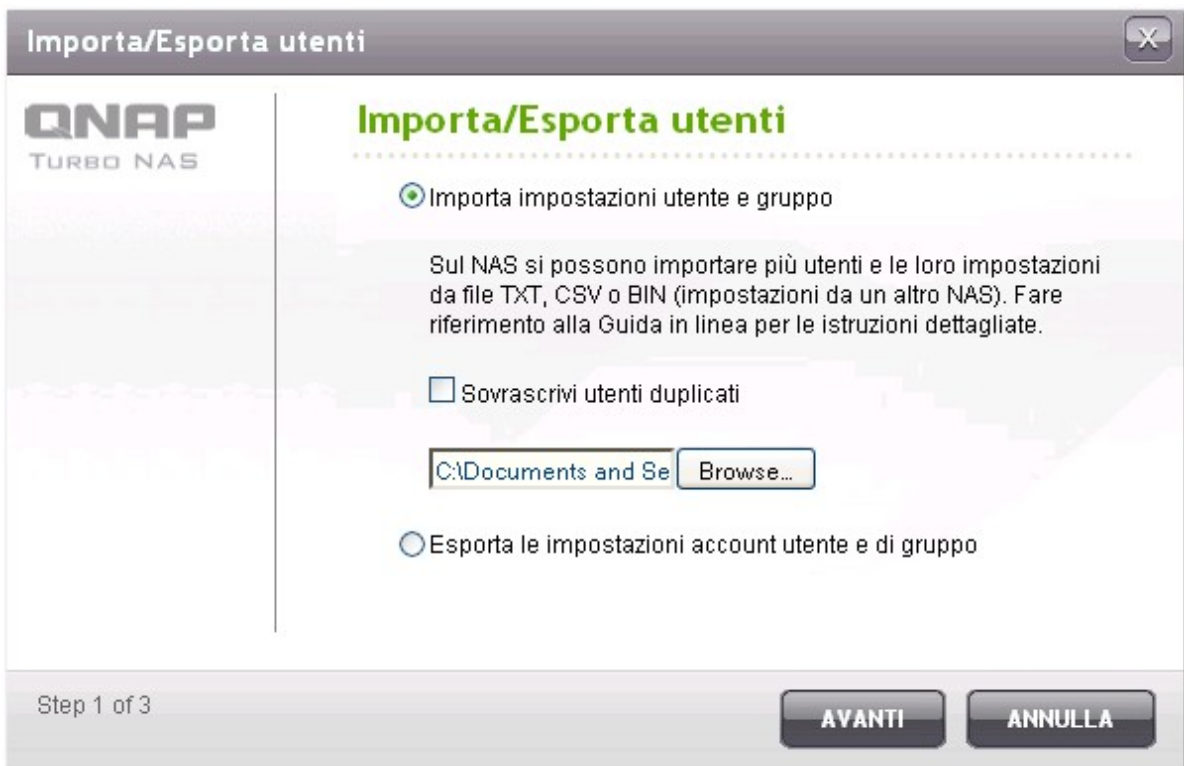 Importa/Esporta utenti
X
QNAP
TURBO NAS
Importa/Esporta utenti
Importa impostazioni utente e gruppo
Sul NAS si possono importare più utenti e le loro impostazioni
da file TXT, CSV o BIN (impostazioni da un altro NAS). Fare
riferimento alla Guida in linea per le istruzioni dettagliate.
Sovrascrivi utenti duplicati
C:\Documents and Se
Browse...
Esporta le impostazioni account utente e di gruppo
Step 1 of 3
AVANTI
ANNULLA